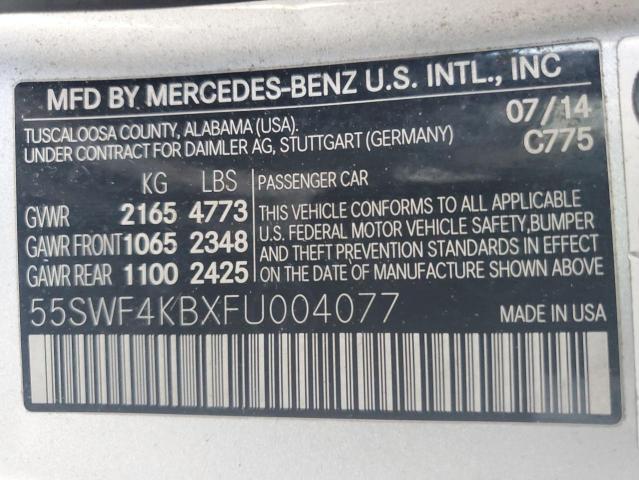 MFD BY MERCEDES-BENZ U.S. INTL., INC
TUSCALOOSA COUNTY, ALABAMA (USA). 07/14
UNDER CONTRACT FOR DAIMLER AG, STUTTGART (GERMANY) C775
KG LBS PASSENGER CAR
GVWR 2165 4773 THIS VEHICLE CONFORMS TO ALL APPLICABLE
GAWR FRONT 1065 2348 U.S. FEDERAL MOTOR VEHICLE SAFETY, BUMPER
AND THEFT PREVENTION STANDARDS IN EFFECT
GAWR REAR 1100 2425 ON THE DATE OF MANUFACTURE SHOWN ABOVE.
55SWF4KBXFU004077 MADE IN USA